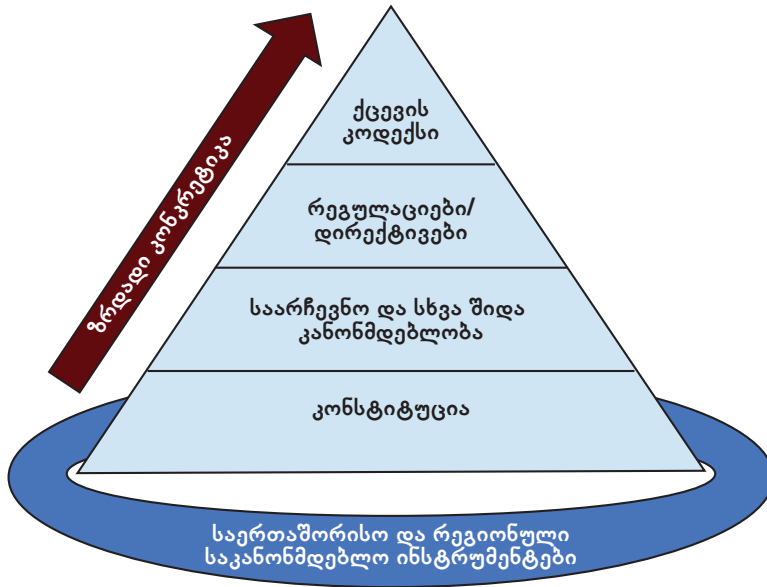 ქცევის
კოდექსი
რეგულაციები/
დირექტივები
საარჩევნო და სხვა შიდა
კანონმდებლობა
კონსტიტუცია
ზრდადი კონკრეტიკა
საერთაშორისო და რეგიონული
საკანონმდებლო ინსტრუმენტები